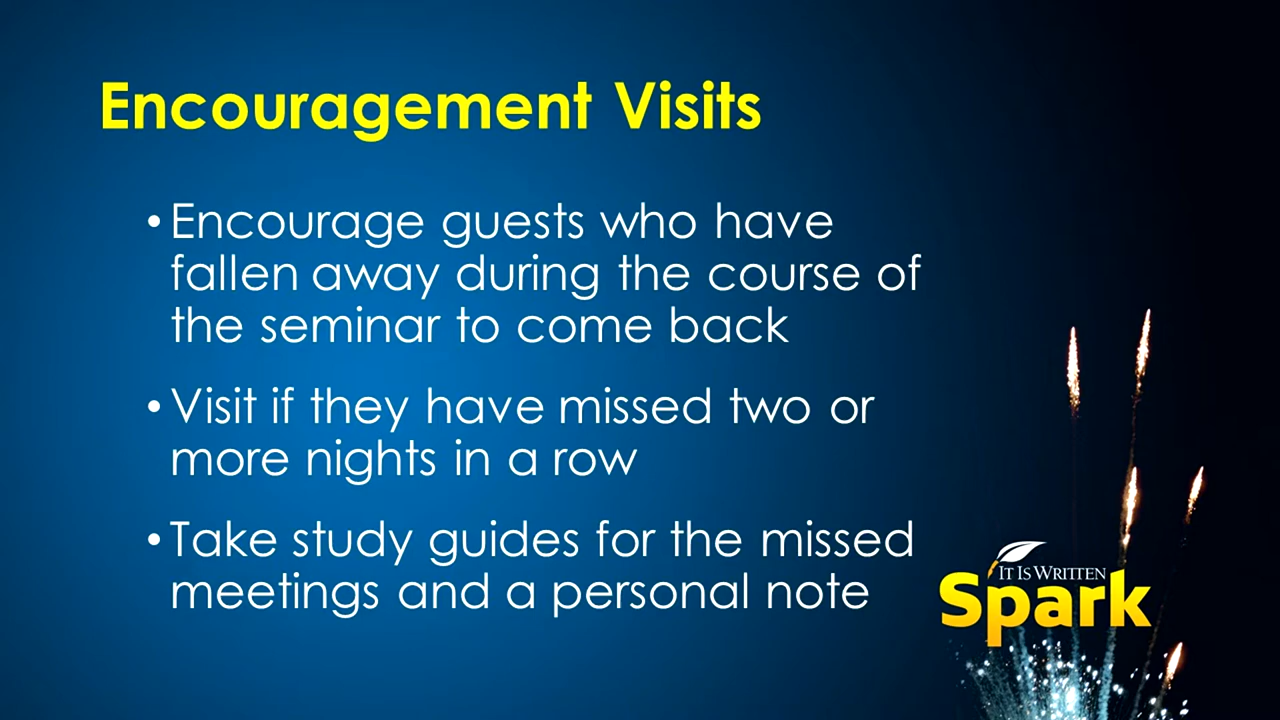 Encouragement Visits
• Encourage guests who have
fallen away during the course of
the seminar to come back
• Visit if they have missed two or
more nights in a row
• Take study guides for the missed
meetings and a personal note
IT IS WRITTEN
Spark